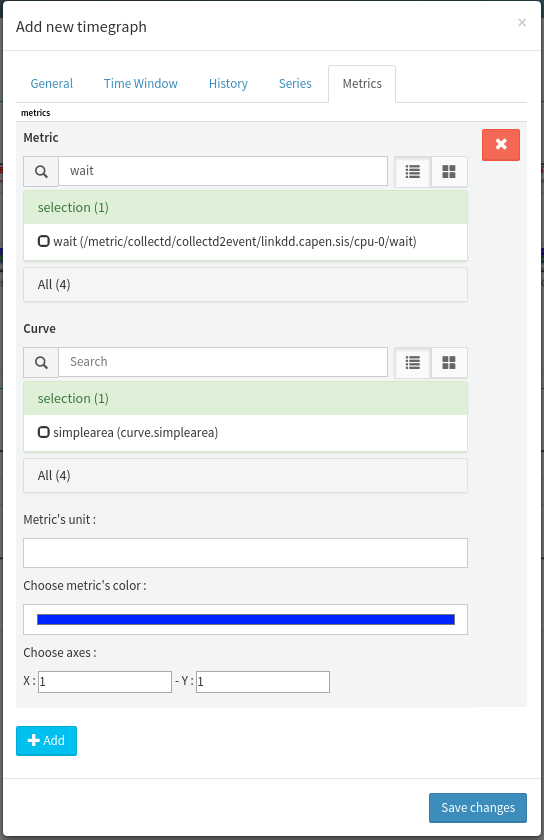 Add new timegraph
×
General Time Window History Series Metrics
metrics
Metric
wait
selection (1)
wait (/metric/collectd/collectd2event/linkdd.capen.sis/cpu-0/wait)
All (4)
Curve
Search
selection (1)
simplearea (curve.simplearea)
All (4)
Metric's unit :
Choose metric's color :
Choose axes :
X : 1 - Y : 1
Add
Save changes